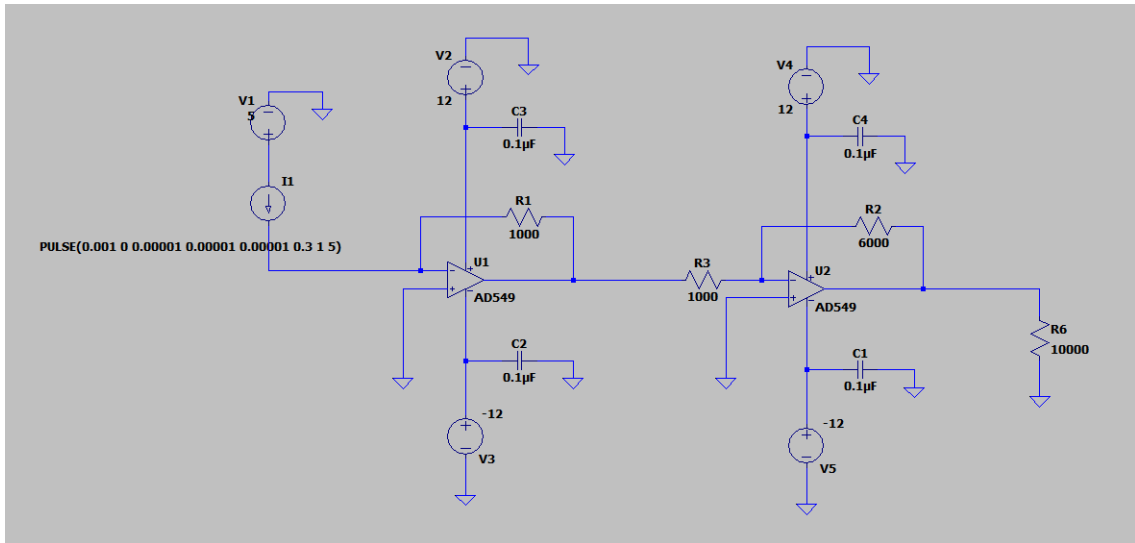 V2
12
C3
0.1µF
V4
12
C4
0.1µF
V1
5
I1
PULSE(0.001 0 0.00001 0.00001 0.00001 0.3 1 5)
R1
1000
U1
AD549
R3
1000
R2
6000
U2
AD549
R6
10000
C2
0.1µF
-12
V3
C1
0.1µF
-12
V5